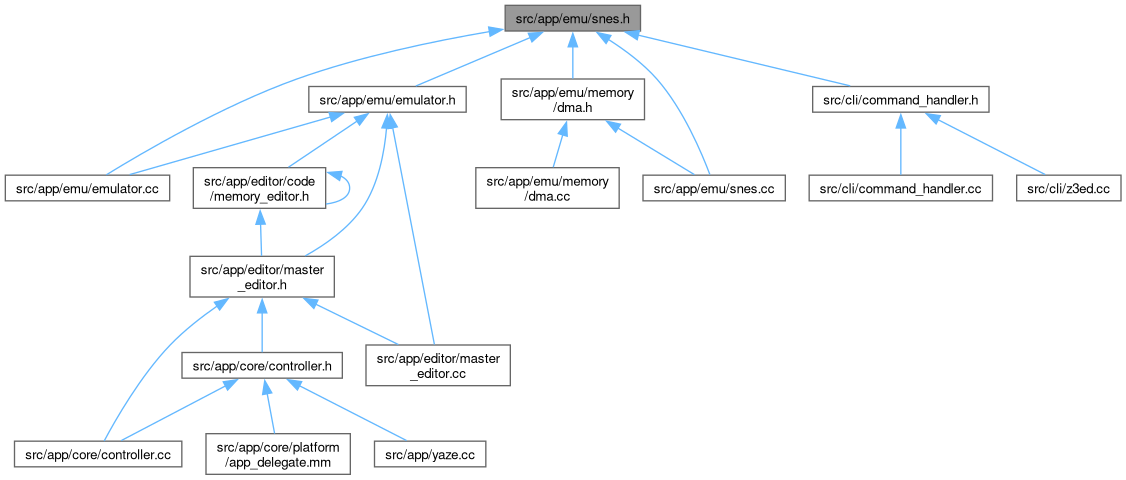 src/app/emu/snes.h
src/app/emu/emulator.h
src/app/emu/memory
/dma.h
src/cli/command_handler.h
src/app/emu/emulator.cc
src/app/editor/code
/memory_editor.h
src/app/emu/memory
/dma.cc
src/app/emu/snes.cc
src/cli/command_handler.cc
src/cli/z3ed.cc
src/app/editor/master
_editor.h
src/app/core/controller.h
src/app/editor/master
_editor.cc
src/app/core/controller.cc
src/app/core/platform
/app_delegate.mm
src/app/yaze.cc